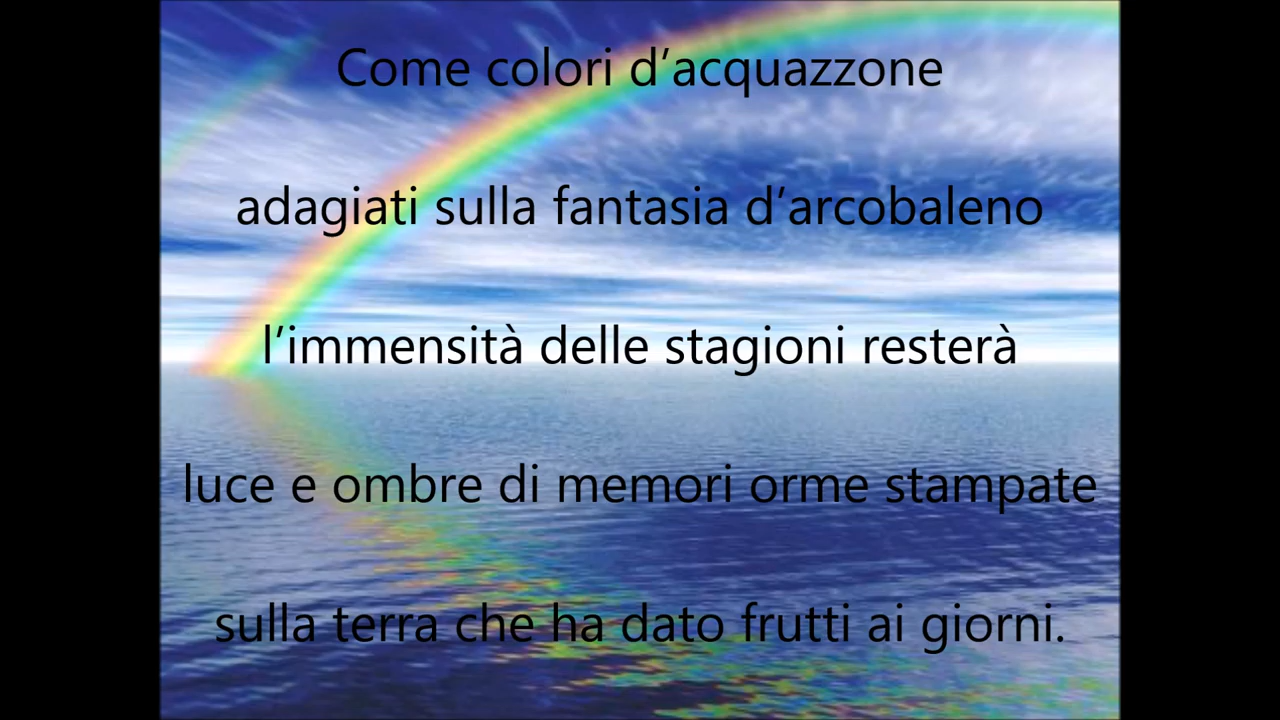 Come colori d’acquazzone
adagiati sulla fantasia d’arcobaleno
l’immensità delle stagioni resterà
luce e ombre di memori orme stampate
sulla terra che ha dato frutti ai giorni.